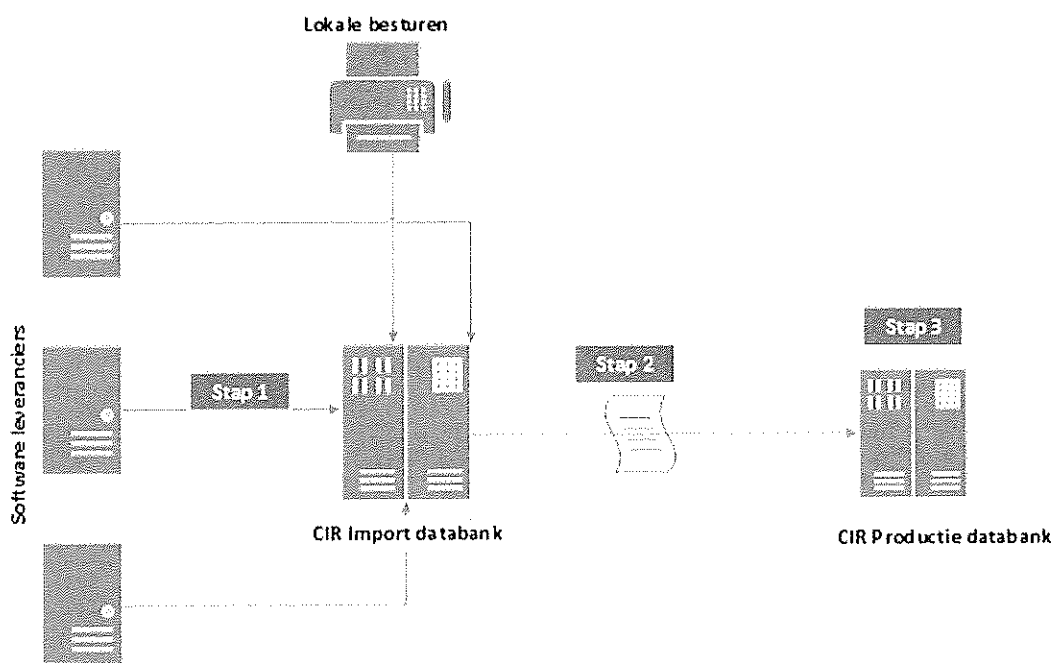 Lokale besturen
Software leveranciers
Stap 1
Stap 2
Stap 3
CIR Import databank
CIR Productie databank